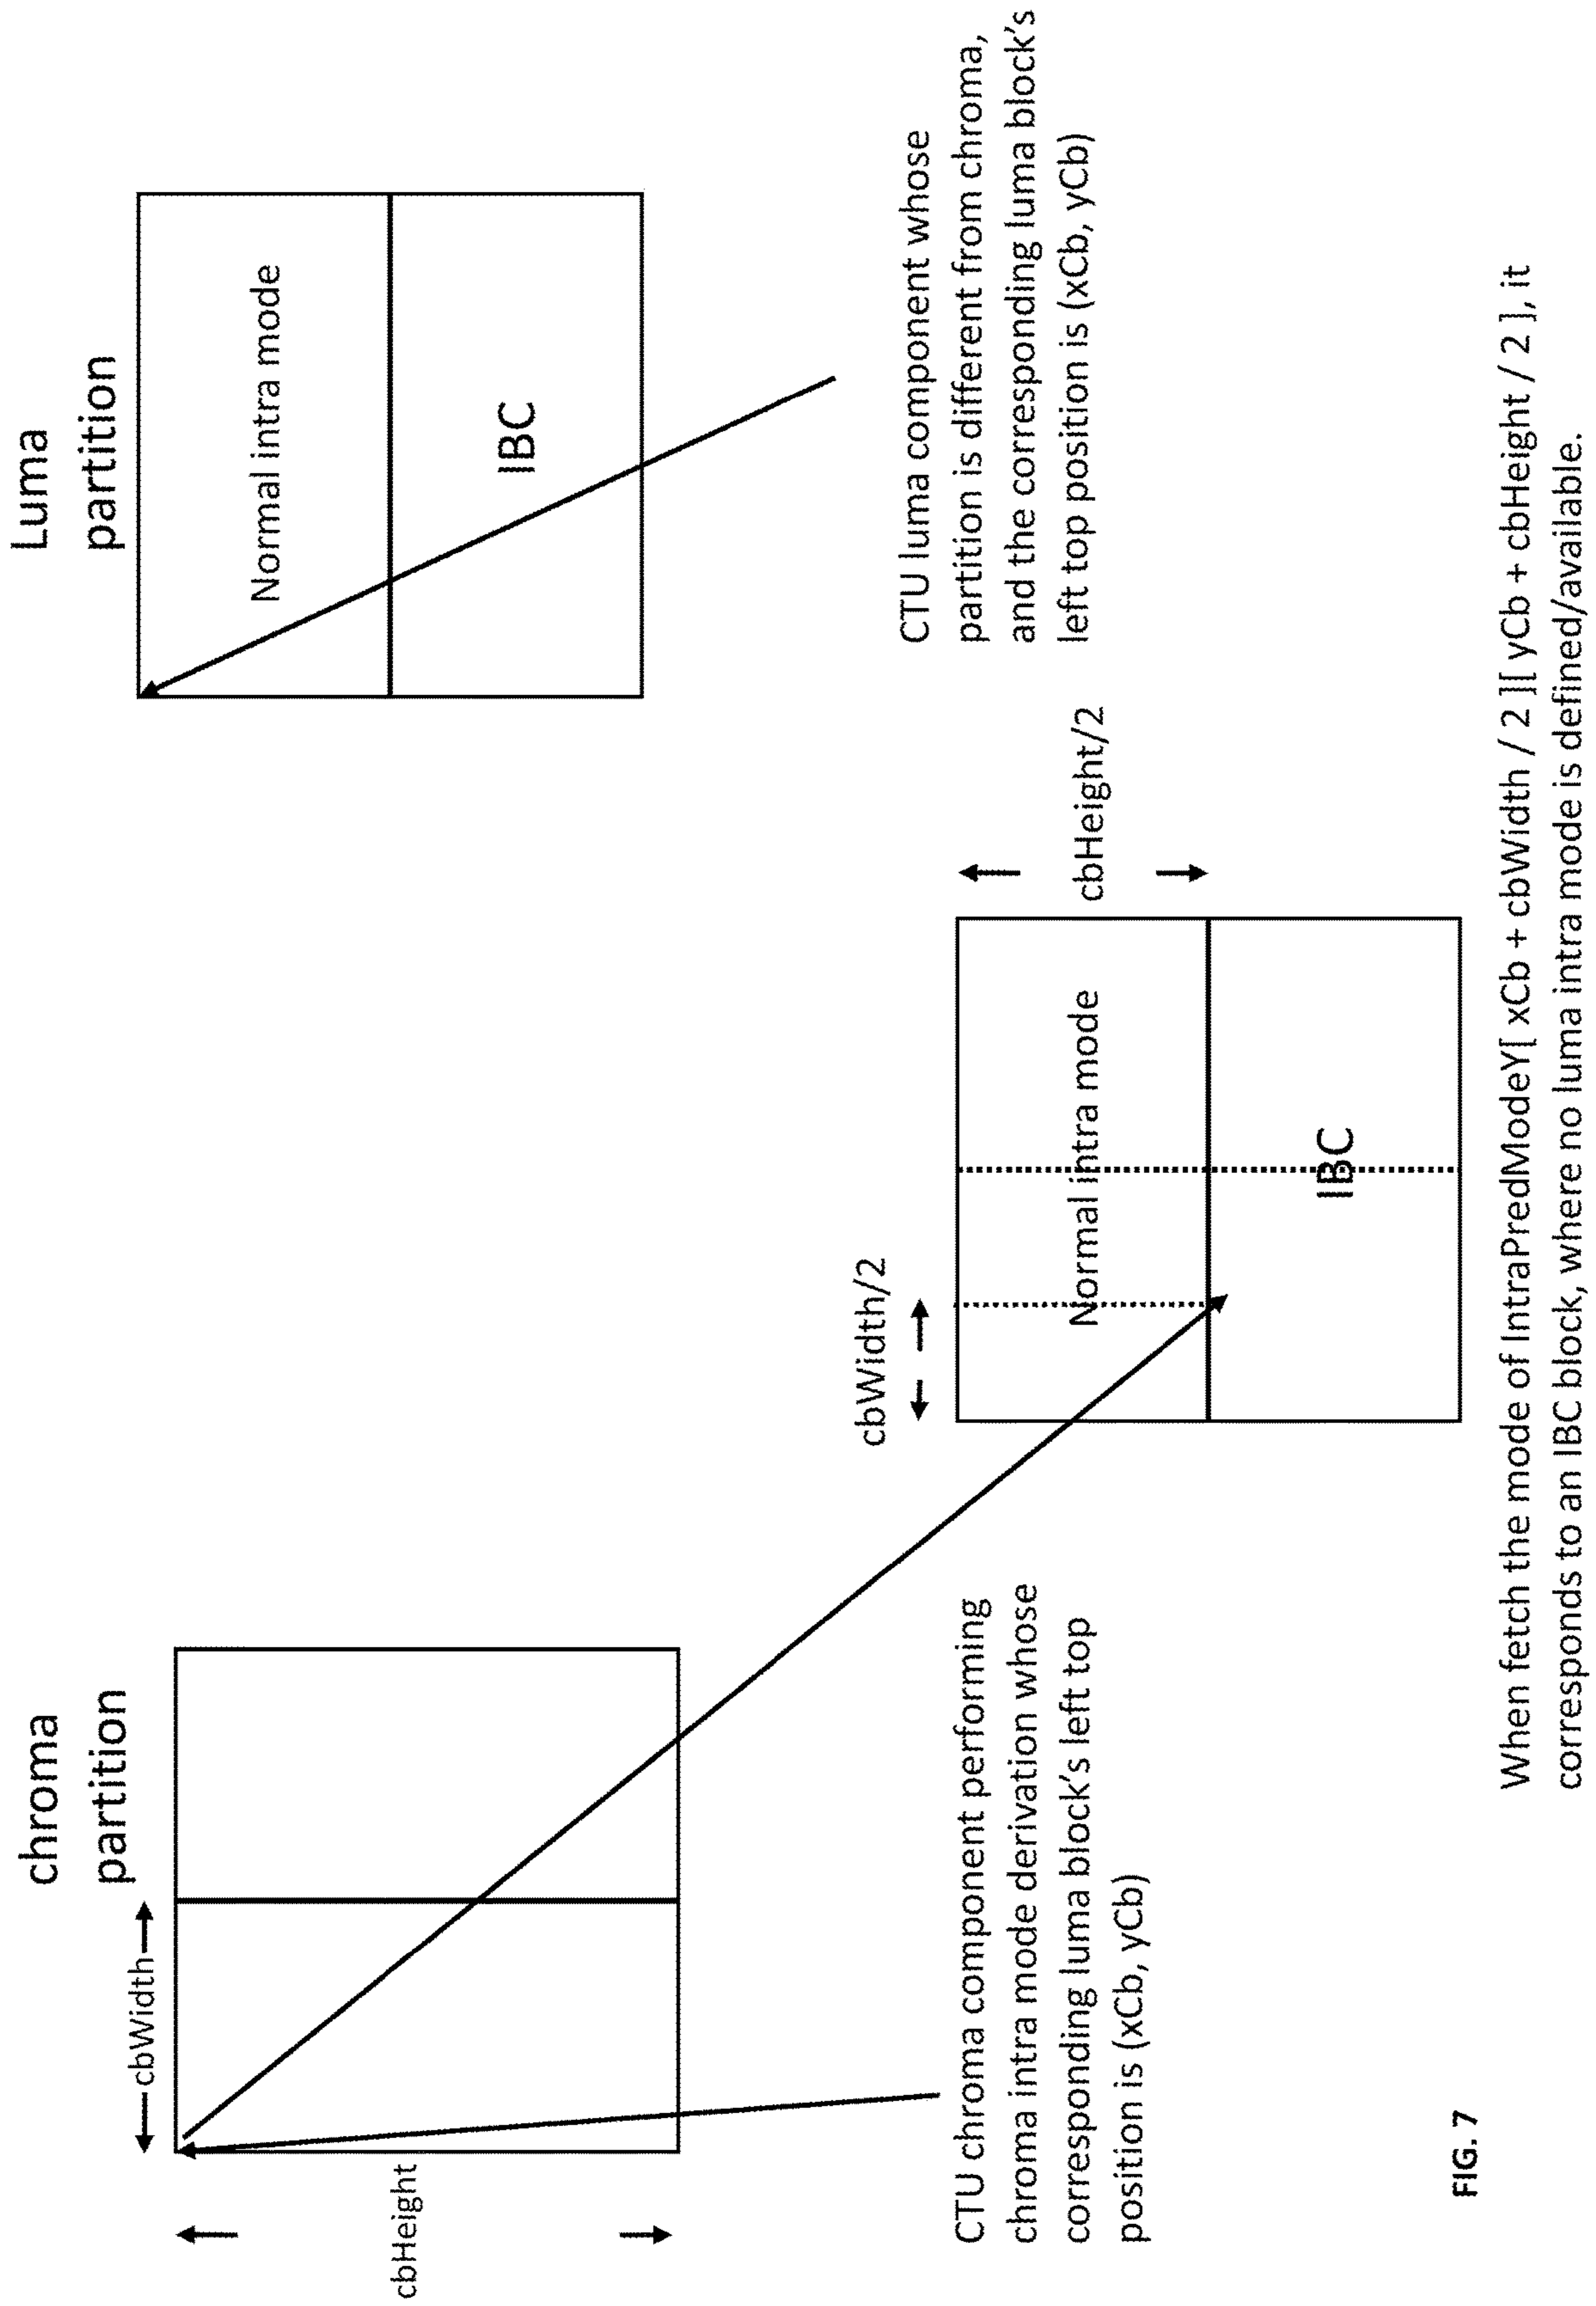 chroma
partition
cbWidth
cbHeight
CTU chroma component performing
chroma intra mode derivation whose
corresponding luma block's left top
position is (xCb, yCb)
cbWidth/2
Normal intra mode
IBC
cbHeight/2
Luma
partition
Normal intra mode
IBC
CTU luma component whose
partition is different from chroma,
and the corresponding luma block's
left top position is (xCb, yCb)
When fetch the mode of IntraPredModeY[ xCb + cbWidth / 2 ][ yCb + cbHeight / 2 ], it
corresponds to an IBC block, where no luma intra mode is defined/available.
FIG. 7